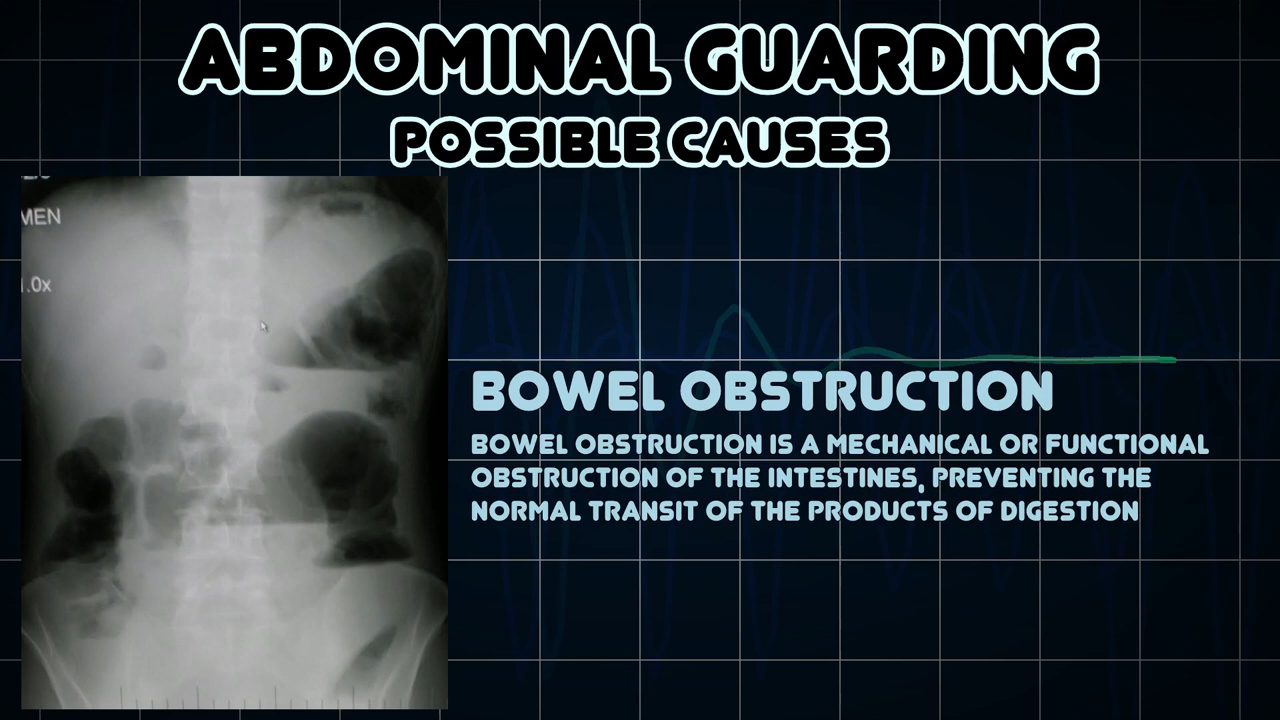 ABDOMINAL GUARDING
POSSIBLE CAUSES
MEN
1.0x
BOWEL OBSTRUCTION
BOWEL OBSTRUCTION IS A MECHANICAL OR FUNCTIONAL
OBSTRUCTION OF THE INTESTINES, PREVENTING THE
NORMAL TRANSIT OF THE PRODUCTS OF DIGESTION